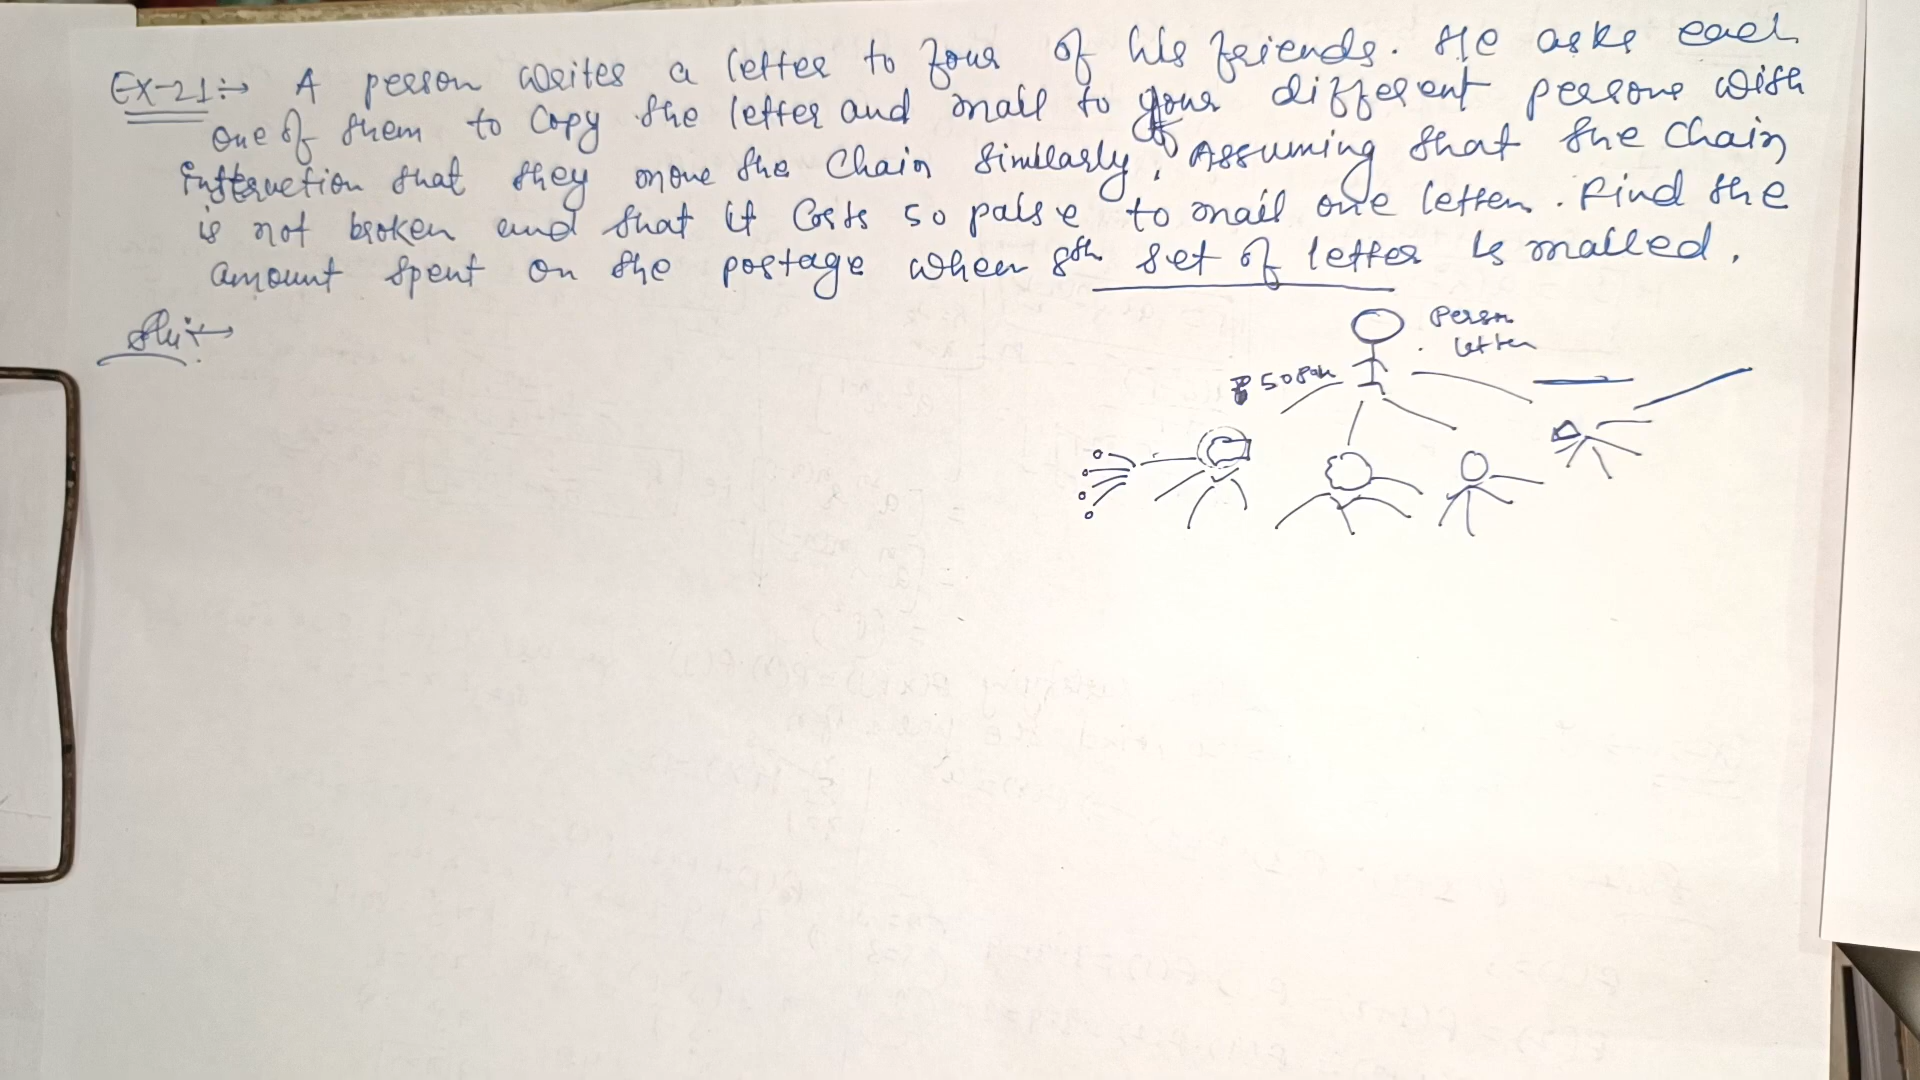 Ex-21:→ A person writes a letter to four of his friends. He asks each
one of them to copy the letter and mail to four different persons with
instruction that they move the chain similarly. Assuming that the chain
is not broken and that it costs 50 paise to mail one letter. Find the
amount spent on the postage when 8th set of letter is mailed.
Person
letter
50